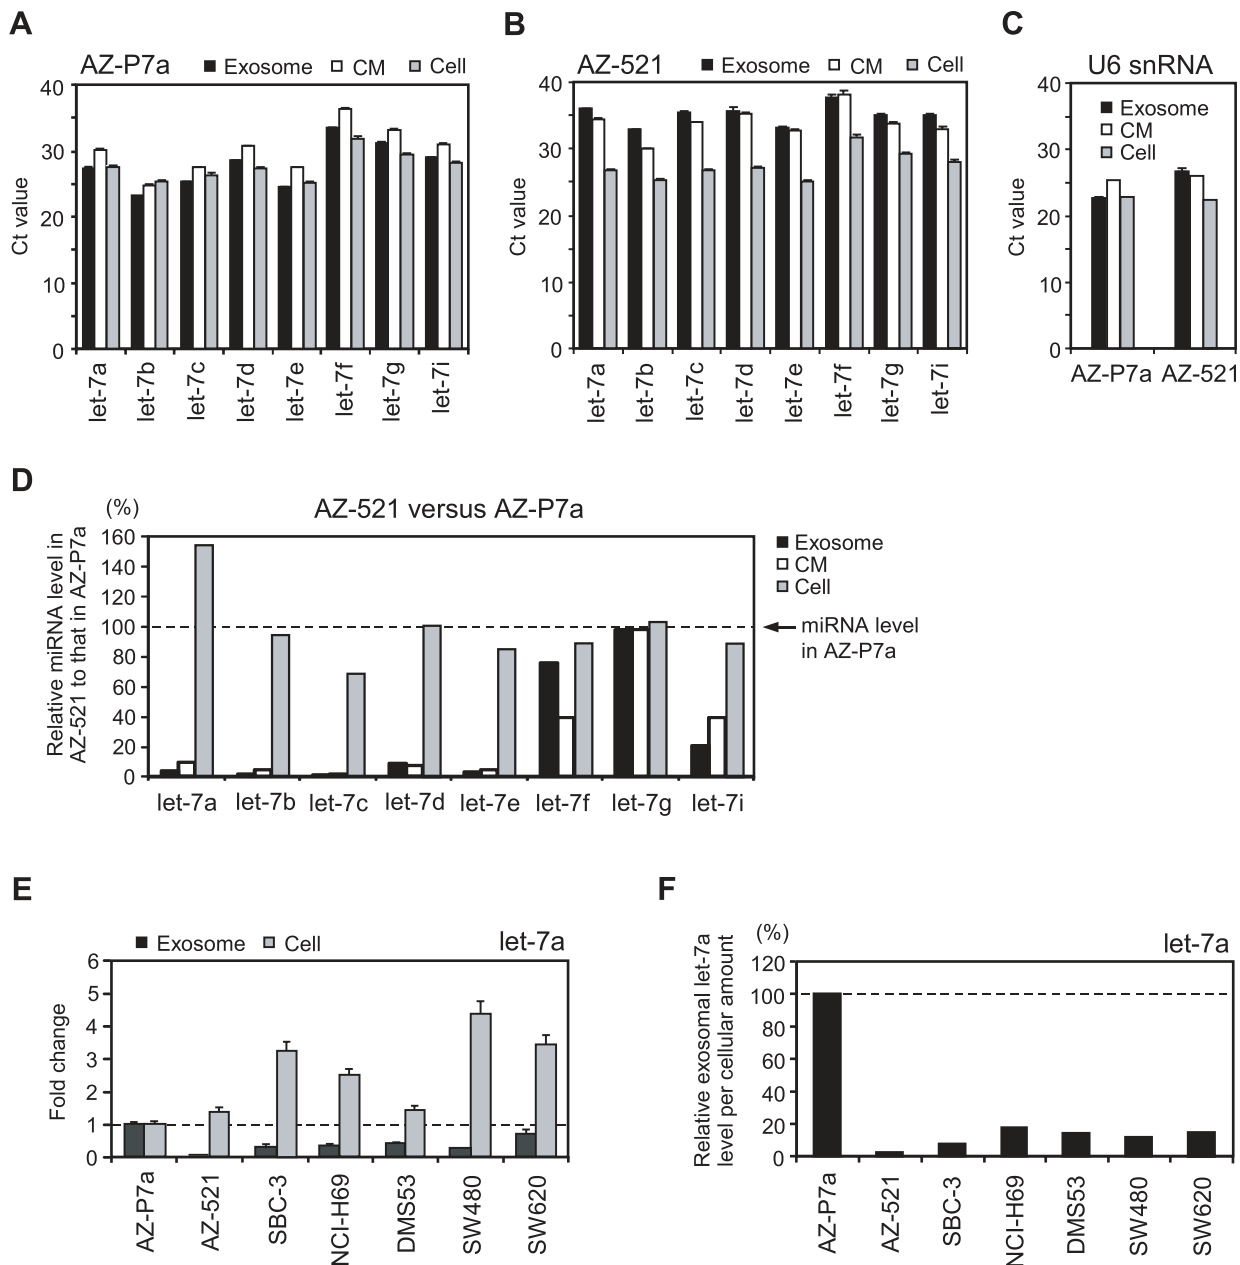 A
AZ-P7a
Exosome
CM
Cell
40
30
20
10
0
Ct value
let-7a
let-7b
let-7c
let-7d
let-7e
let-7f
let-7g
let-7i
B
AZ-521
Exosome
CM
Cell
40
30
20
10
0
Ct value
let-7a
let-7b
let-7c
let-7d
let-7e
let-7f
let-7g
let-7i
C
U6 snRNA
Exosome
CM
Cell
40
30
20
10
0
Ct value
AZ-P7a
AZ-521
D
(%)
AZ-521 versus AZ-P7a
Relative miRNA level in
AZ-521 to that in AZ-P7a
160
140
120
100
80
60
40
20
0
let-7a
let-7b
let-7c
let-7d
let-7e
let-7f
let-7g
let-7i
Exosome
CM
Cell
miRNA level
in AZ-P7a
E
Exosome
Cell
let-7a
6
5
4
3
2
1
0
Fold change
AZ-P7a
AZ-521
SBC-3
NCI-H69
DMS53
SW480
SW620
F
(%)
let-7a
Relative exosomal let-7a
level per cellular amount
120
100
80
60
40
20
0
AZ-P7a
AZ-521
SBC-3
NCI-H69
DMS53
SW480
SW620